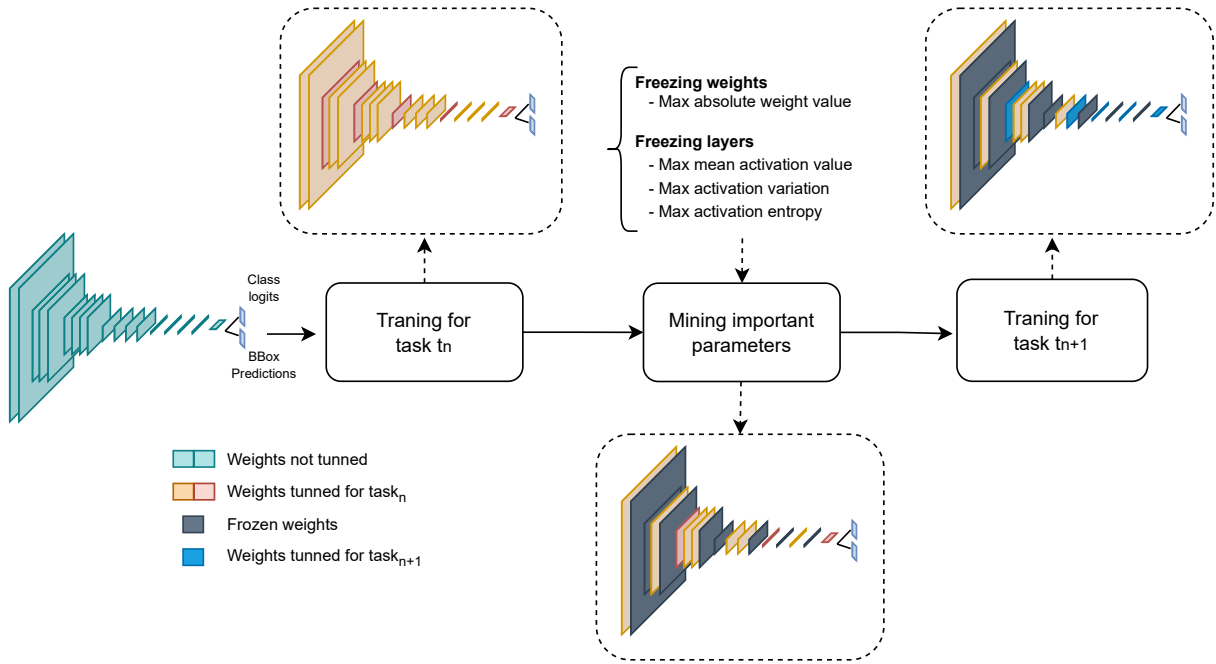 Freezing weights
- Max absolute weight value
Freezing layers
- Max mean activation value
- Max activation variation
- Max activation entropy
Class
logits
BBox
Predictions
Traning for
task tn
Mining important
parameters
Traning for
task tn+1
Weights not tunned
Weights tunned for taskn
Frozen weights
Weights tunned for taskn+1